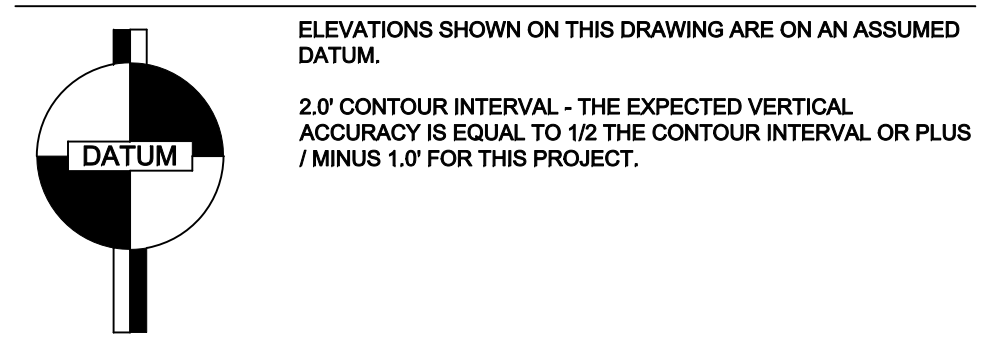 ELEVATIONS SHOWN ON THIS DRAWING ARE ON AN ASSUMED
DATUM.
2.0' CONTOUR INTERVAL - THE EXPECTED VERTICAL
ACCURACY IS EQUAL TO 1/2 THE CONTOUR INTERVAL OR PLUS
/ MINUS 1.0' FOR THIS PROJECT.
DATUM